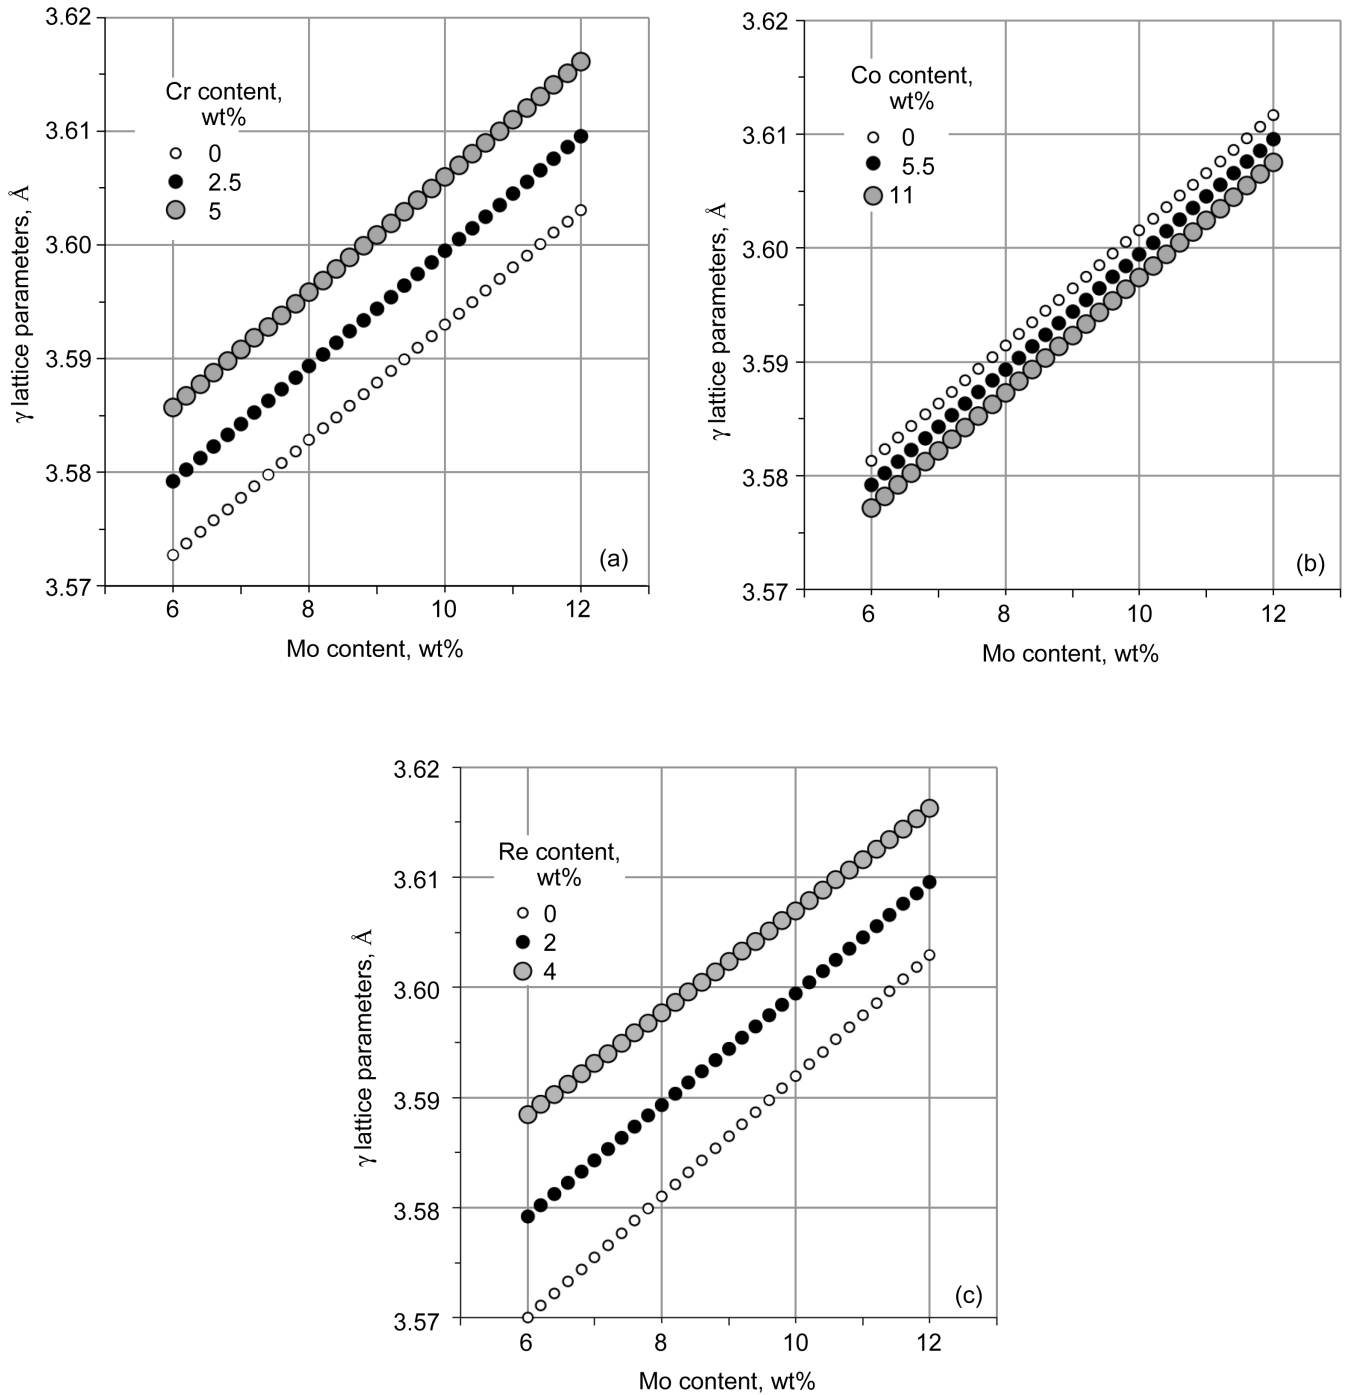 3.62
3.61
3.60
3.59
3.58
3.57
γ lattice parameters, Å
Cr content,
wt%
0
2.5
5
(a)
6 8 10 12
Mo content, wt%
3.62
3.61
3.60
3.59
3.58
3.57
γ lattice parameters, Å
Co content,
wt%
0
5.5
11
(b)
6 8 10 12
Mo content, wt%
3.62
3.61
3.60
3.59
3.58
3.57
γ lattice parameters, Å
Re content,
wt%
0
2
4
(c)
6 8 10 12
Mo content, wt%